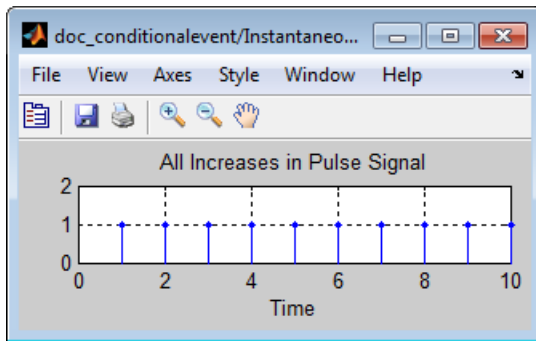 doc_conditionalevent/Instantaneo...
File View Axes Style Window Help
All Increases in Pulse Signal
2
1
0
0 2 4 6 8 10
Time